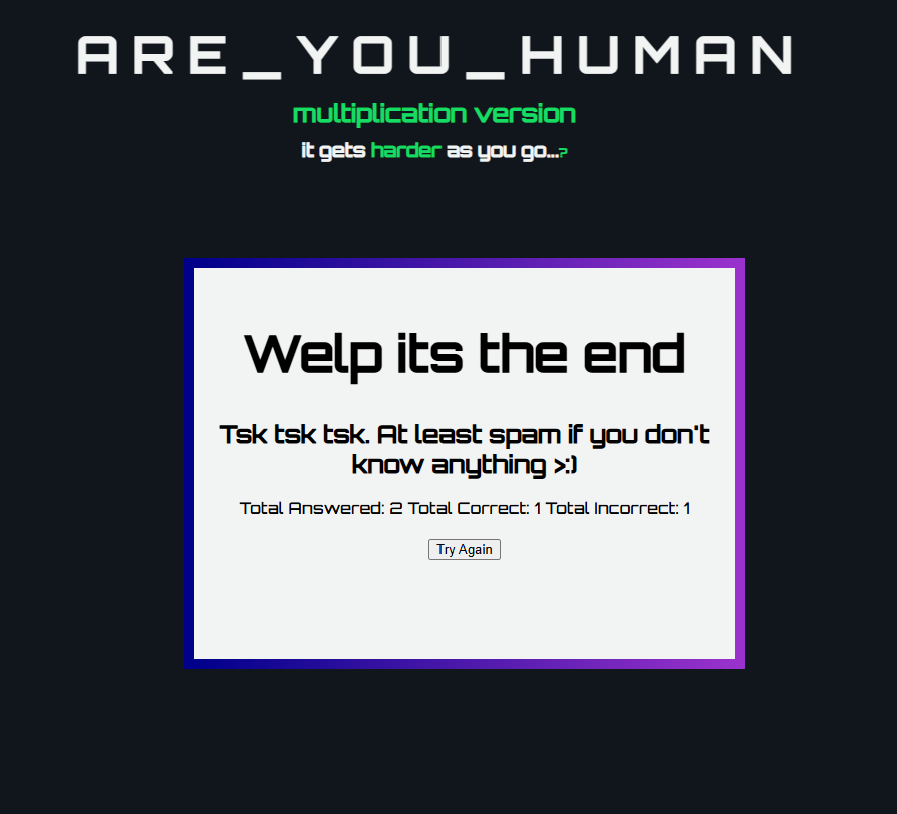 ARE_YOU_HUMAN
multiplication version
it gets harder as you go...?
Welp its the end
Tsk tsk tsk. At least spam if you don't
know anything >:)
Total Answered: 2 Total Correct: 1 Total Incorrect: 1
Try Again